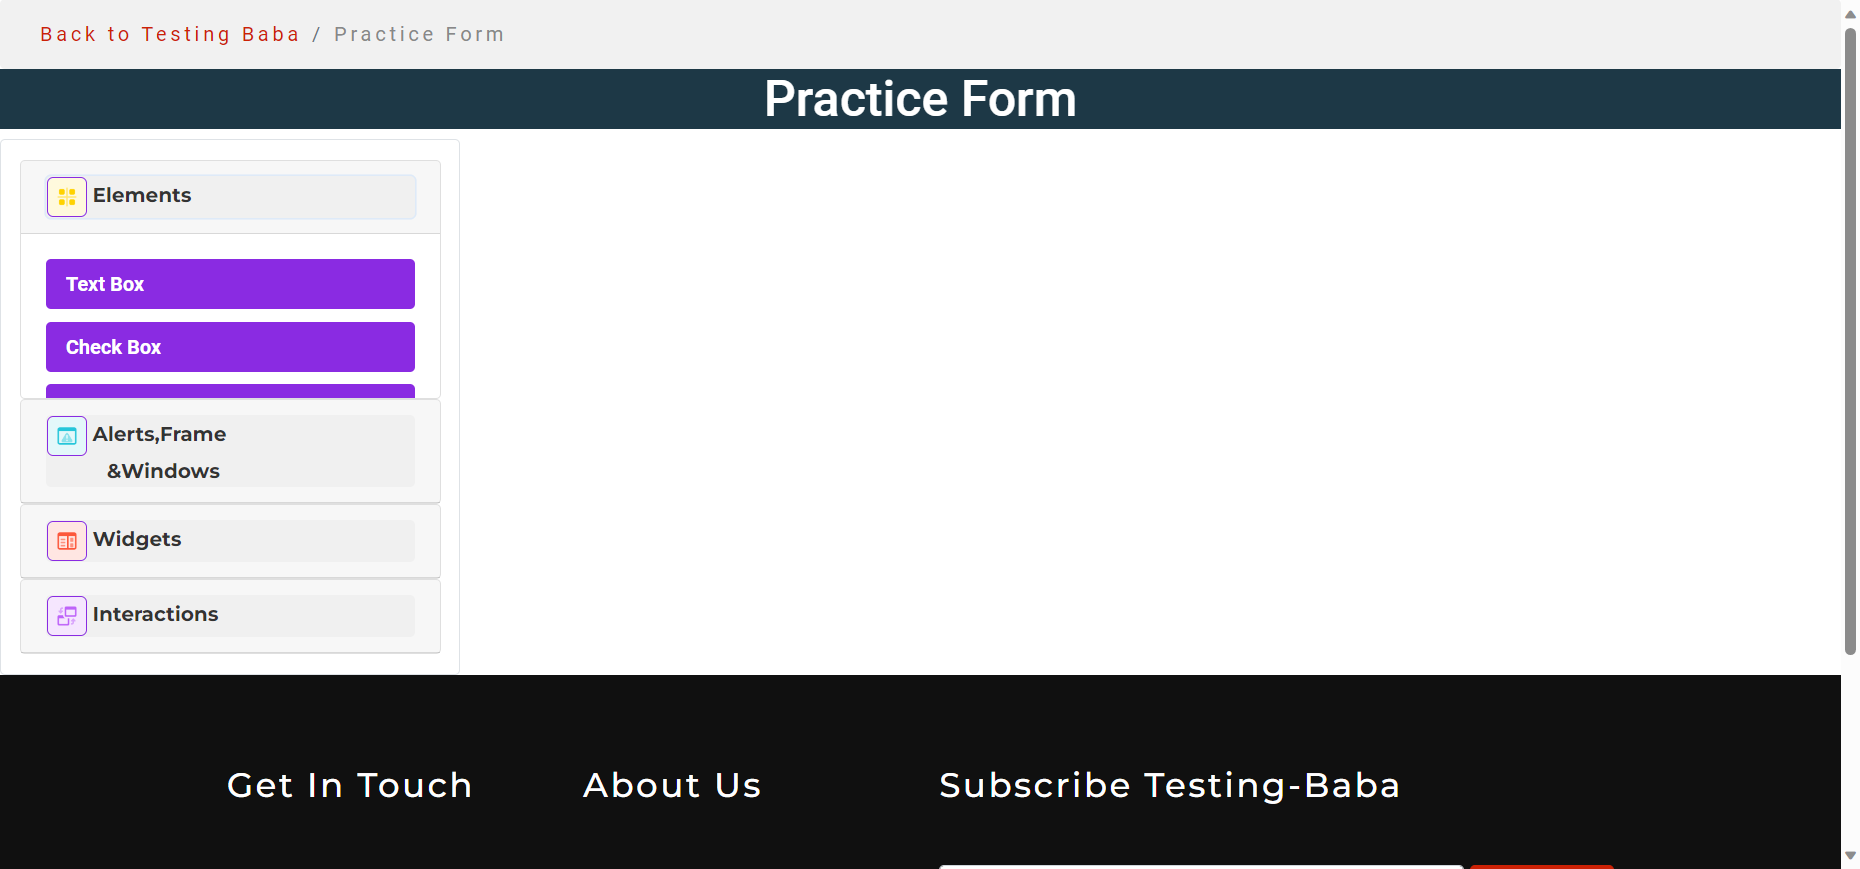 Back to Testing Baba / Practice Form
Practice Form
Elements
Text Box
Check Box
Alerts,Frame
&Windows
Widgets
Interactions
Get In Touch
About Us
Subscribe Testing-Baba